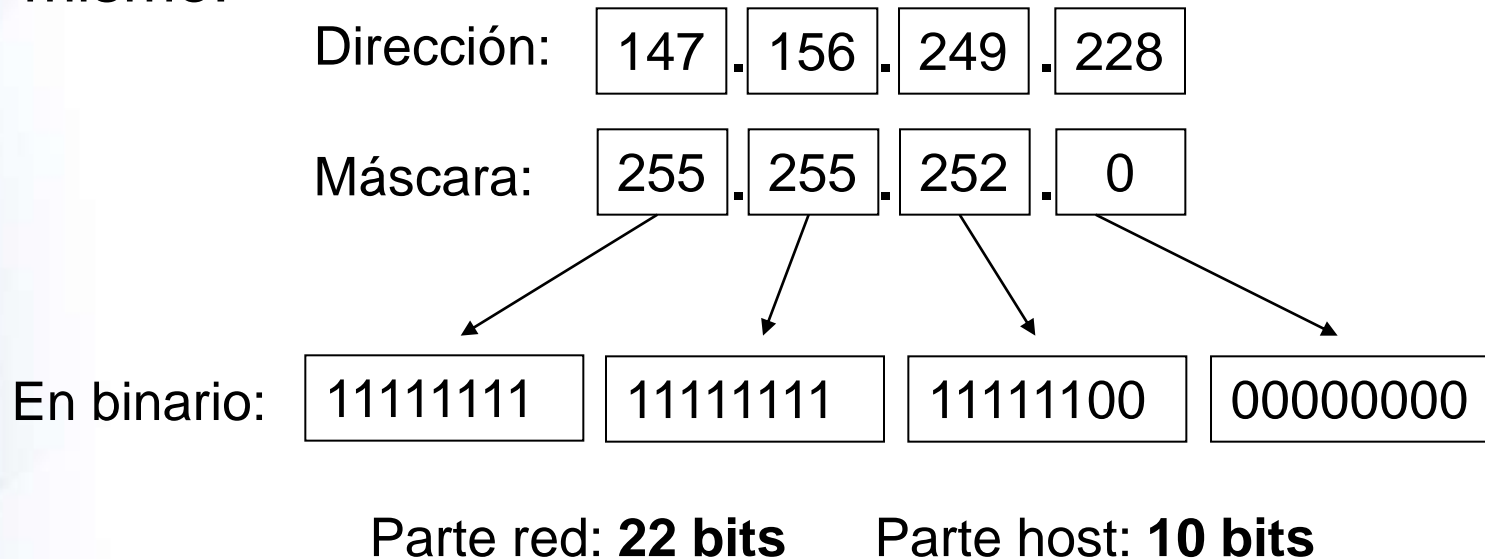 Dirección: 147 . 156 . 249 . 228
Máscara: 255 . 255 . 252 . 0
En binario: 11111111 11111111 11111100 00000000
Parte red: 22 bits Parte host: 10 bits